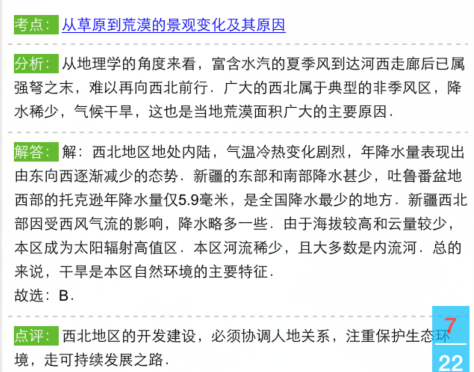 考点： 从草原到荒漠的景观变化及其原因
分析： 从地理学的角度来看，富含水汽的夏季风到达河西走廊后已属
强弩之末，难以再向西北前行．广大的西北属于典型的非季风区，降
水稀少，气候干旱，这也是当地荒漠面积广大的主要原因．
解答： 解：西北地区地处内陆，气温冷热变化剧烈，年降水量表现出
由东向西逐渐减少的态势．新疆的东部和南部降水甚少，吐鲁番盆地
西部的托克逊年降水量仅5.9毫米，是全国降水最少的地方．新疆西北
部因受西风气流的影响，降水略多一些．由于海拔较高和云量较少，
本区成为太阳辐射高值区．本区河流稀少，且大多数是内流河．总的
来说，干旱是本区自然环境的主要特征．
故选：B．
点评： 西北地区的开发建设，必须协调人地关系，注重保护生态环
境，走可持续发展之路．
7
22